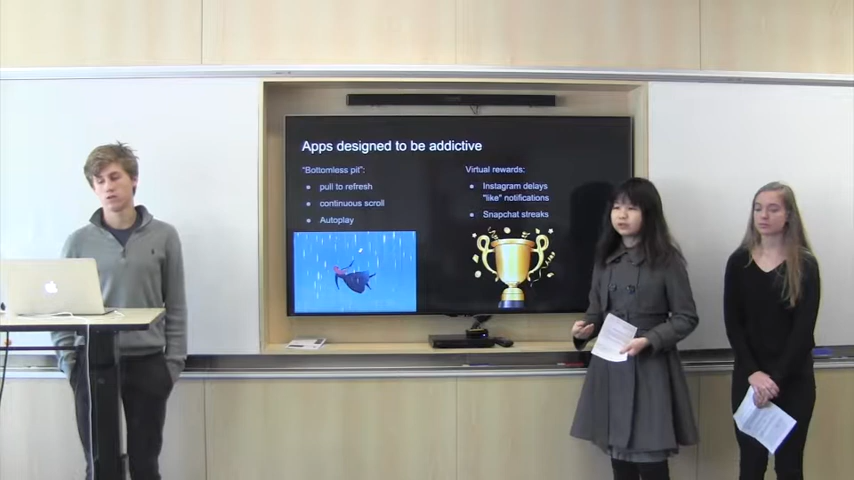 Apps designed to be addictive
"Bottomless pit":
pull to refresh
continuous scroll
Autoplay
Virtual rewards:
Instagram delays
"like" notifications
Snapchat streaks